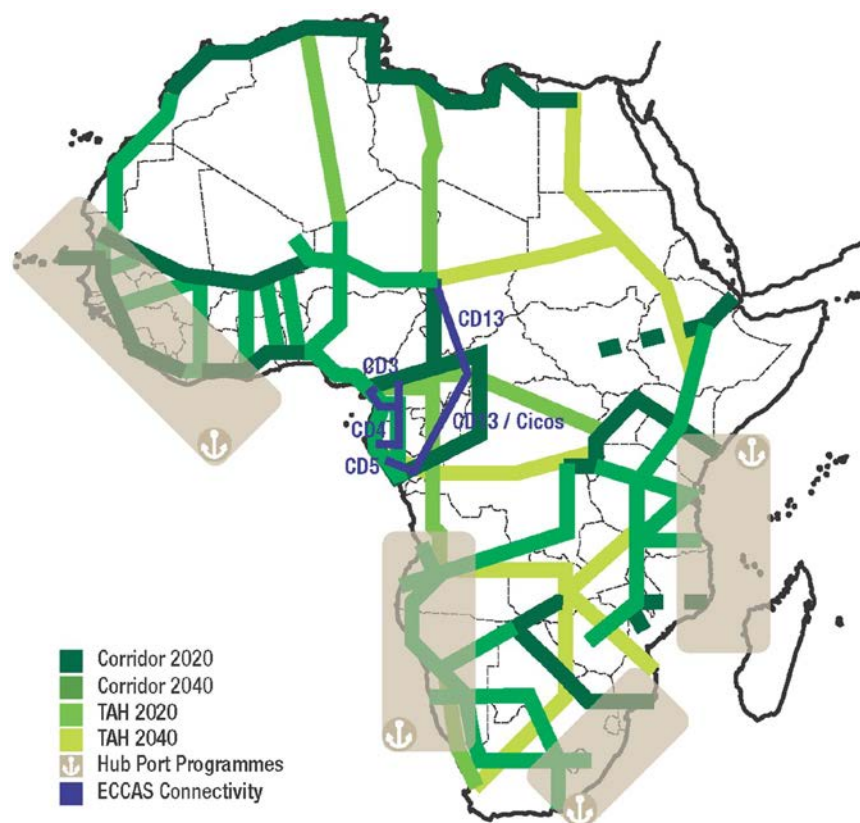 CD13
CD3
CD13 / Cicos
CD4
CD5
Corridor 2020
Corridor 2040
TAH 2020
TAH 2040
Hub Port Programmes
ECCAS Connectivity